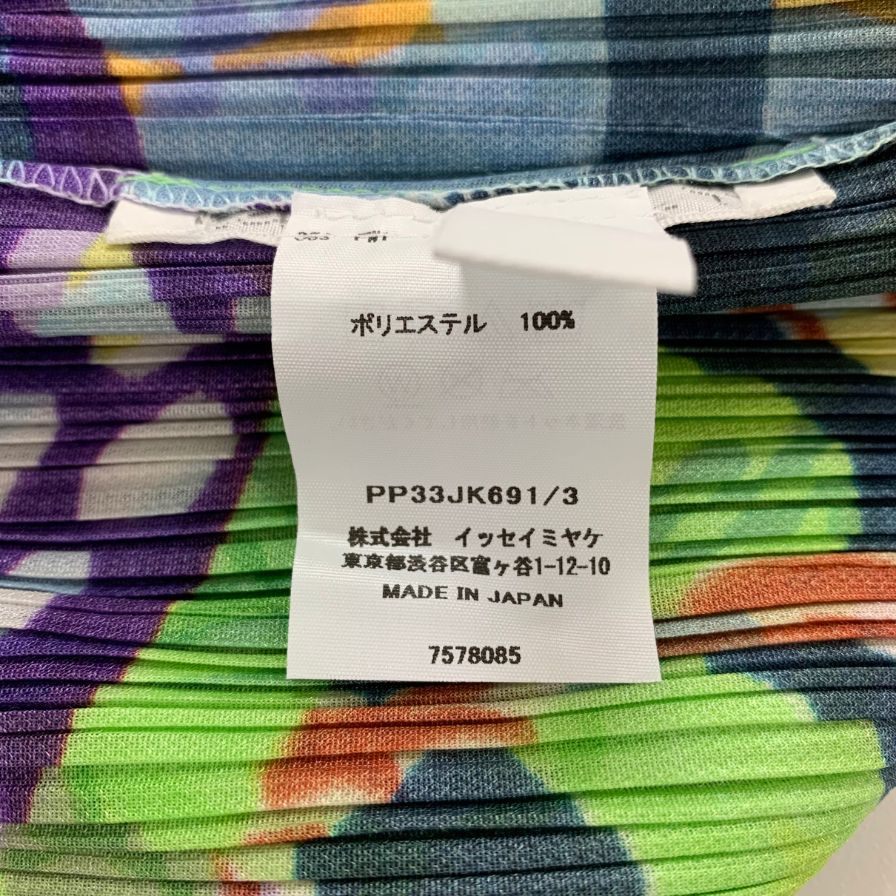 ポリエステル 100%
PP33JK691/3
株式会社 イッセイミヤケ
東京都渋谷区富ヶ谷1-12-10
MADE IN JAPAN
7578085